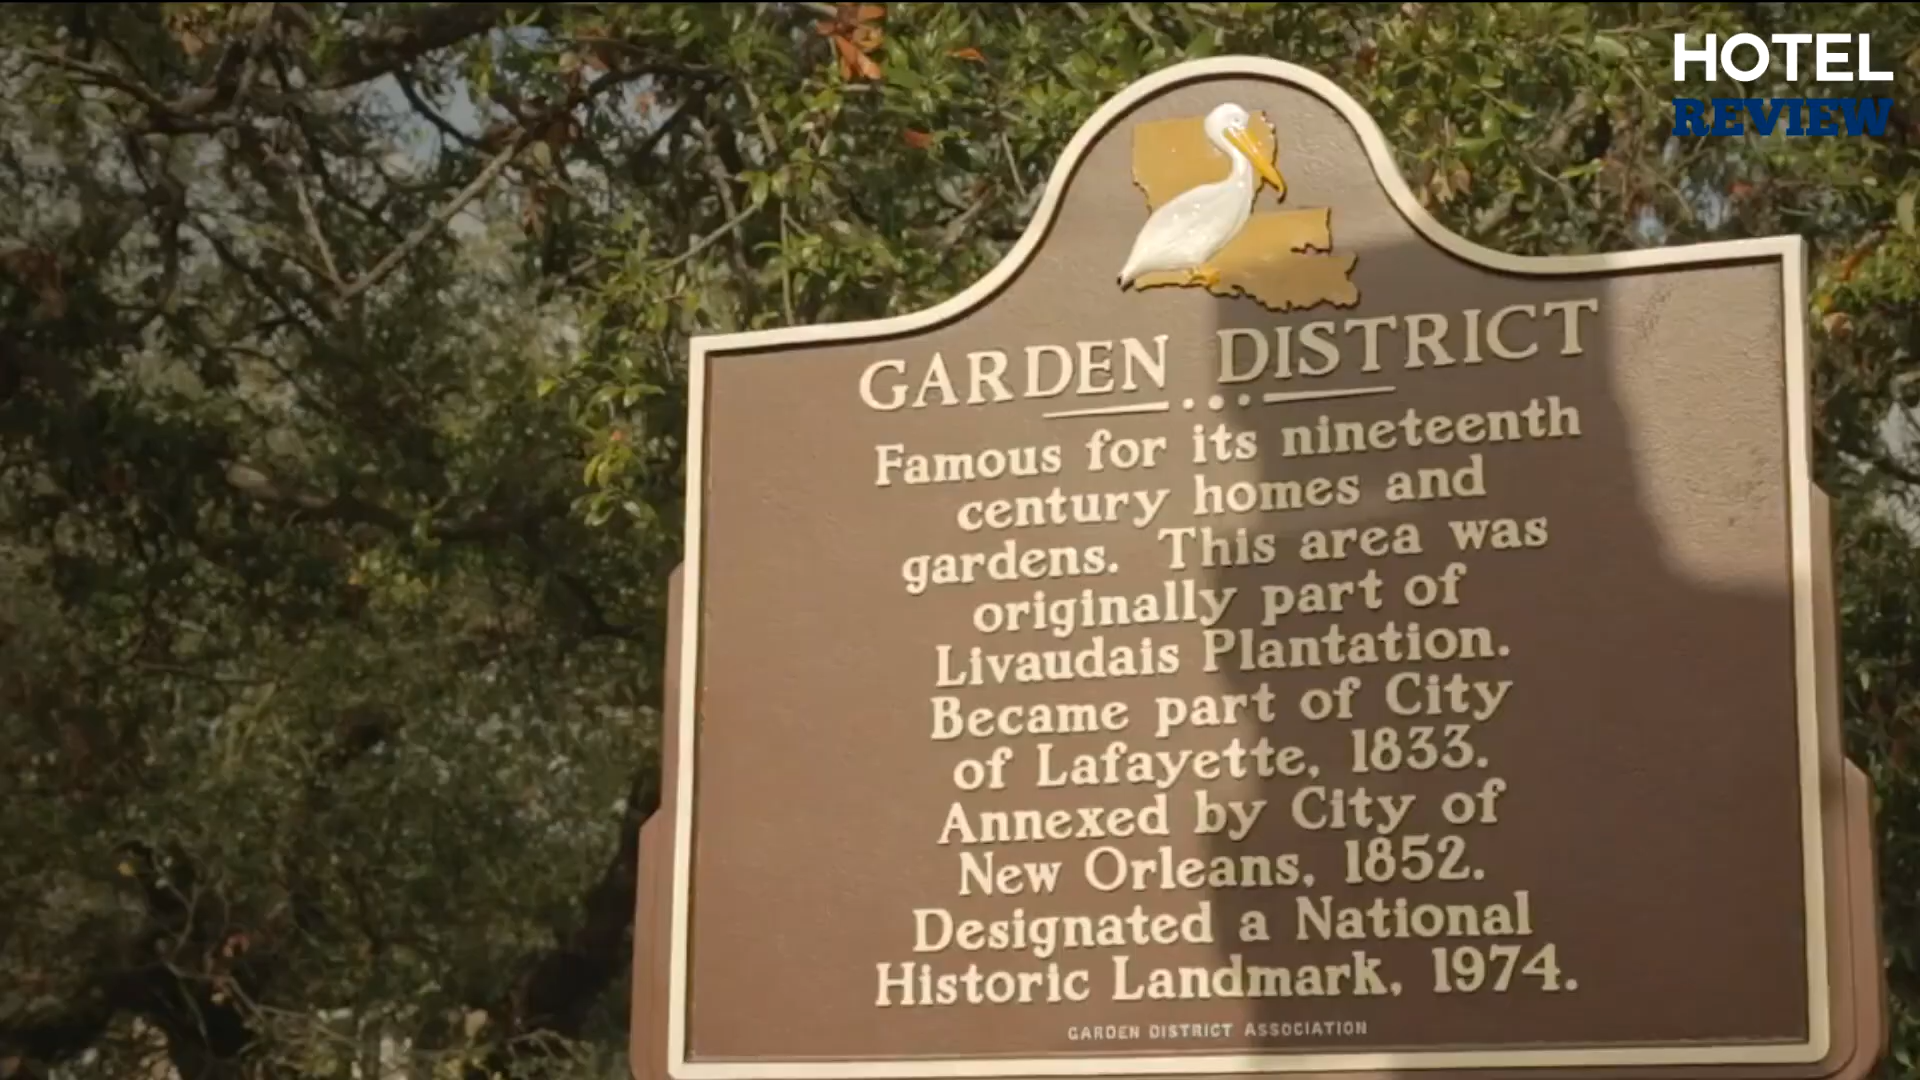 HOTEL
REVIEW
GARDEN DISTRICT
Famous for its nineteenth
century homes and
gardens. This area was
originally part of
Livaudais Plantation.
Became part of City
of Lafayette, 1833.
Annexed by City of
New Orleans, 1852.
Designated a National
Historic Landmark, 1974.
GARDEN DISTRICT ASSOCIATION